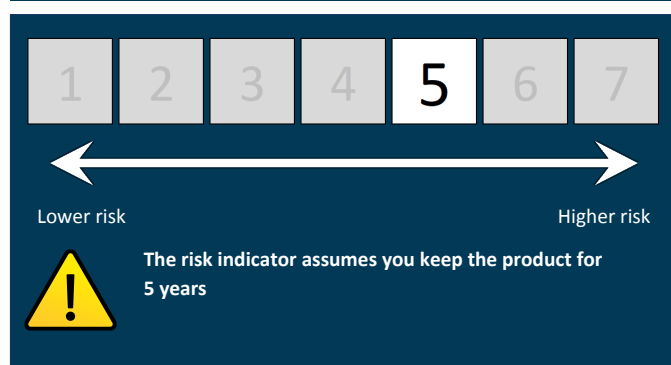 1 2 3 4 5 6 7
Lower risk Higher risk
The risk indicator assumes you keep the product for
5 years